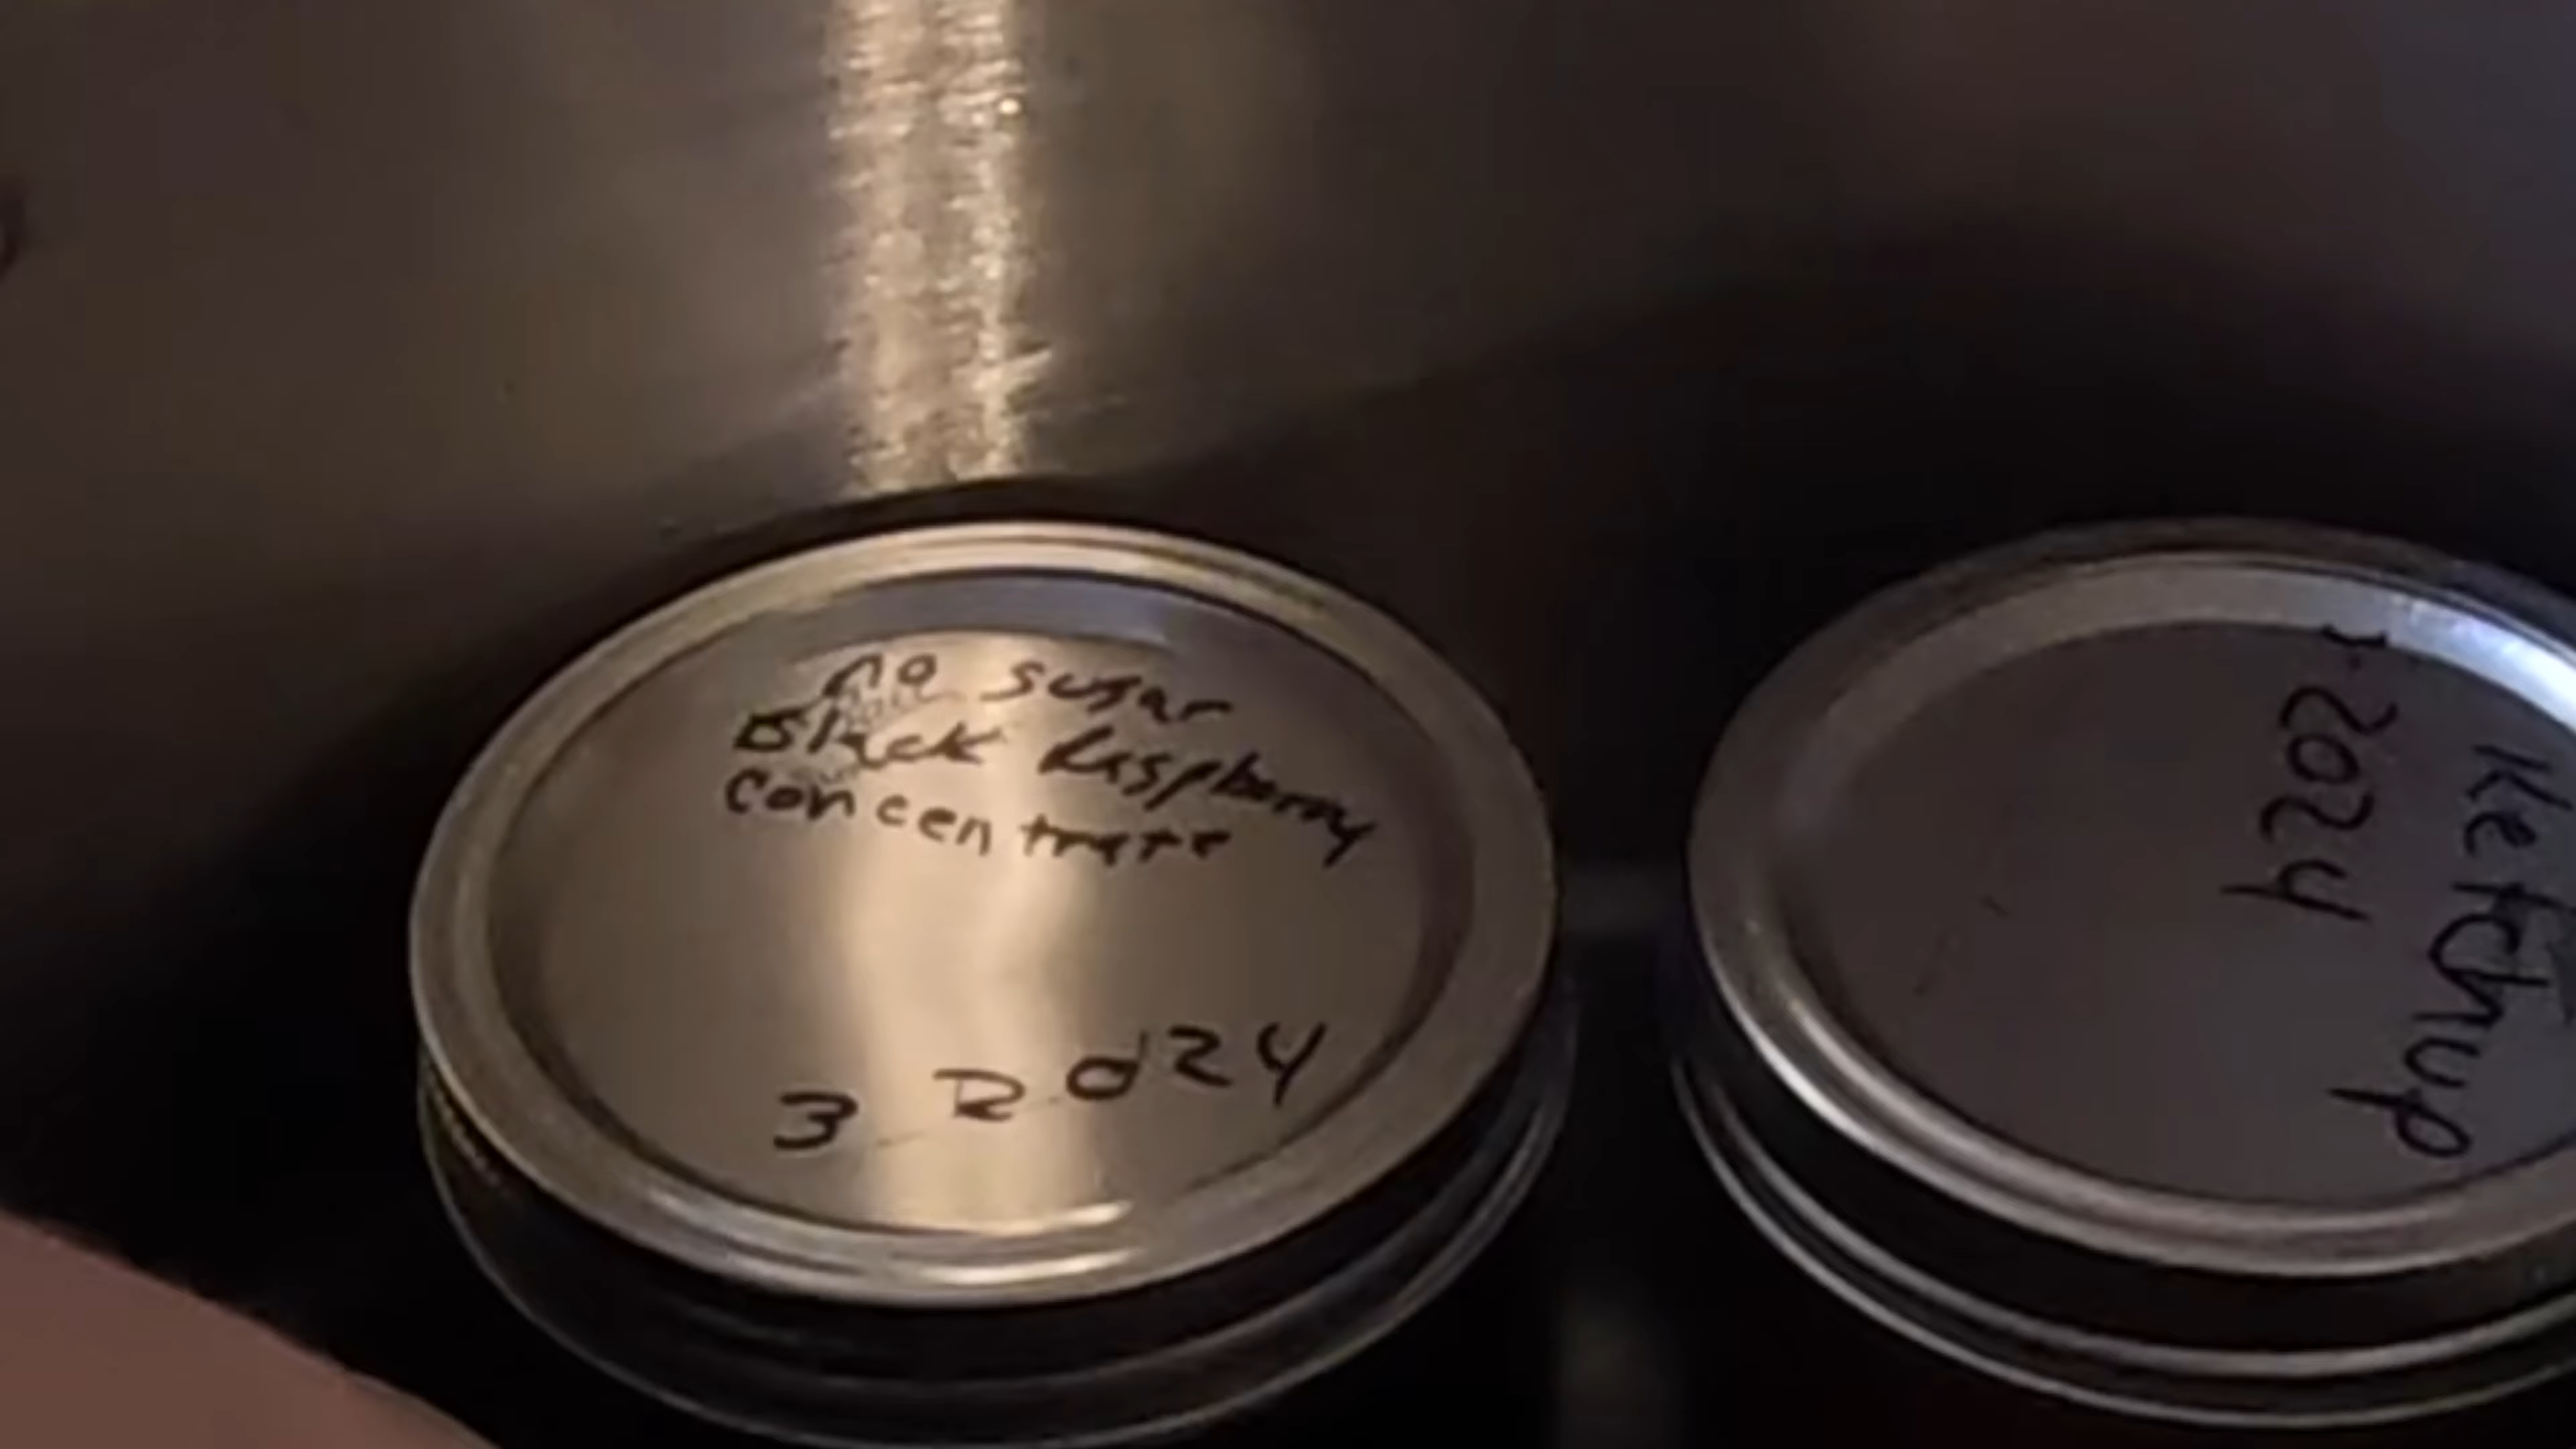 no sugar
Black Raspberry
concentrate
3 2024
Ketchup
2024